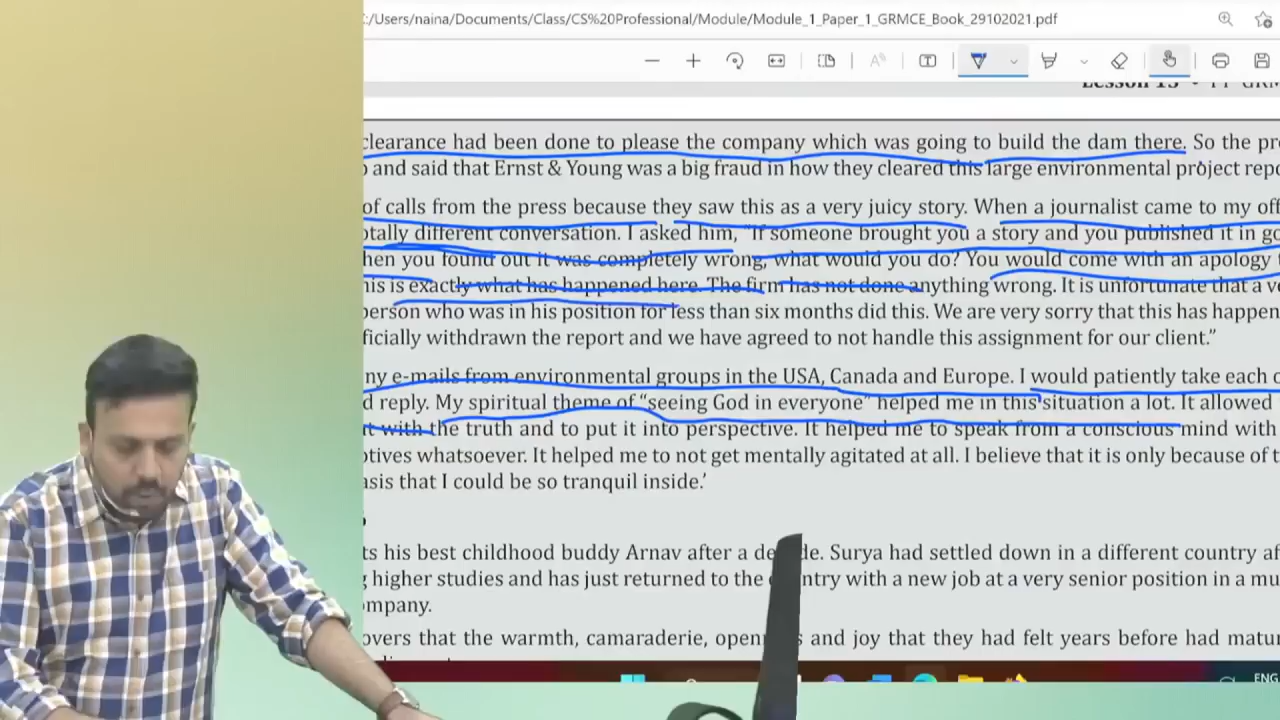 :/Users/naina/Documents/Class/CS%20Professional/Module/Module_1_Paper_1_GRMCE_Book_29102021.pdf
Lesson 15 • PP-GRM
clearance had been done to please the company which was going to build the dam there. So the pr
and said that Ernst & Young was a big fraud in how they cleared this large environmental project repo
of calls from the press because they saw this as a very juicy story. When a journalist came to my off
otally different conversation. I asked him, “If someone brought you a story and you published it in go
hen you found out it was completely wrong, what would you do? You would come with an apology
his is exactly what has happened here. The firm has not done anything wrong. It is unfortunate that a ve
person who was in his position for less than six months did this. We are very sorry that this has happen
ficially withdrawn the report and we have agreed to not handle this assignment for our client.”
ny e-mails from environmental groups in the USA, Canada and Europe. I would patiently take each o
d reply. My spiritual theme of “seeing God in everyone” helped me in this situation a lot. It allowed
t with the truth and to put it into perspective. It helped me to speak from a conscious mind with
otives whatsoever. It helped me to not get mentally agitated at all. I believe that it is only because of t
asis that I could be so tranquil inside.’
ts his best childhood buddy Arnav after a de de. Surya had settled down in a different country af
g higher studies and has just returned to the ntry with a new job at a very senior position in a mu
ompany.
overs that the warmth, camaraderie, open s and joy that they had felt years before had matur
ENG